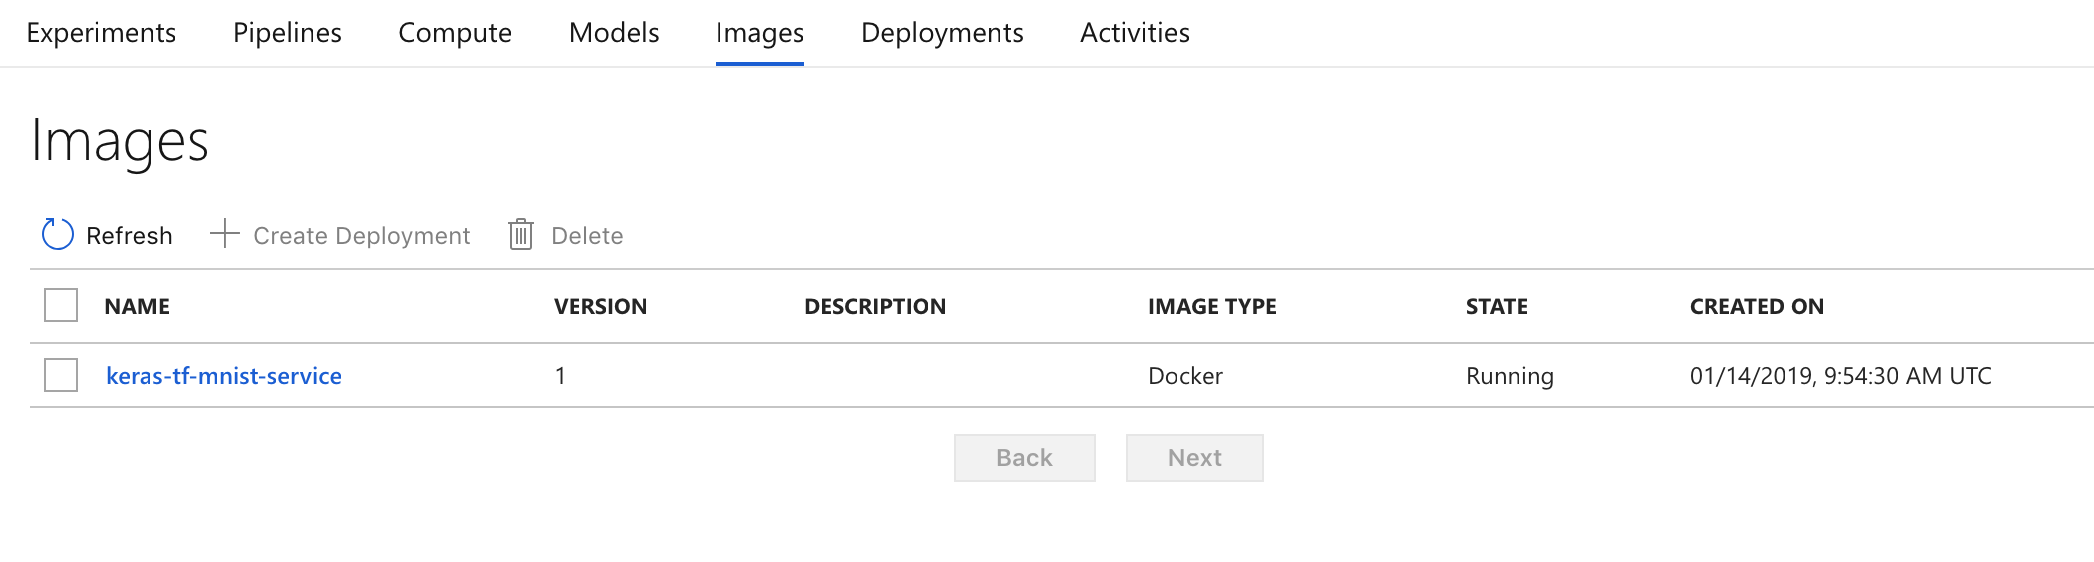 Experiments Pipelines Compute Models Images Deployments Activities
Images
Refresh Create Deployment Delete
NAME VERSION DESCRIPTION IMAGE TYPE STATE CREATED ON
keras-tf-mnist-service 1 Docker Running 01/14/2019, 9:54:30 AM UTC
Back Next